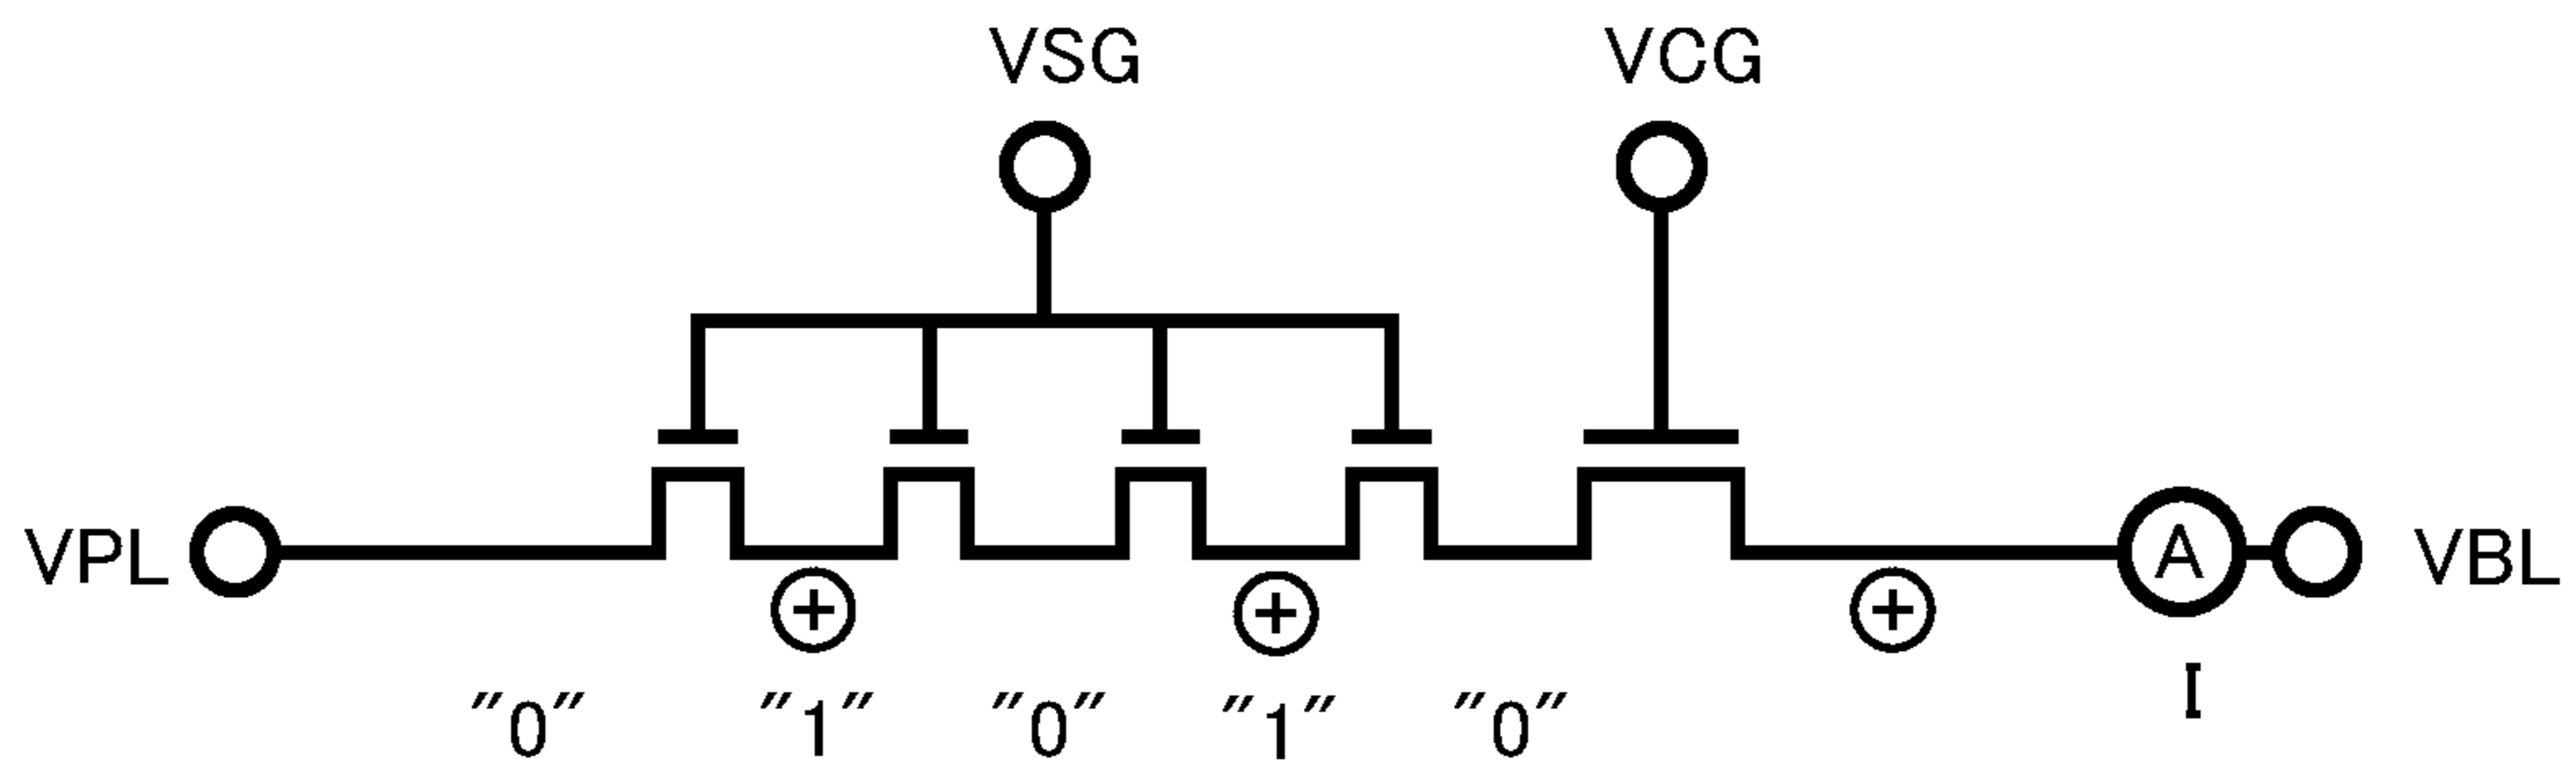 VSG VCG
VPL A VBL
+ + +
"0" "1" "0" "1" "0" I